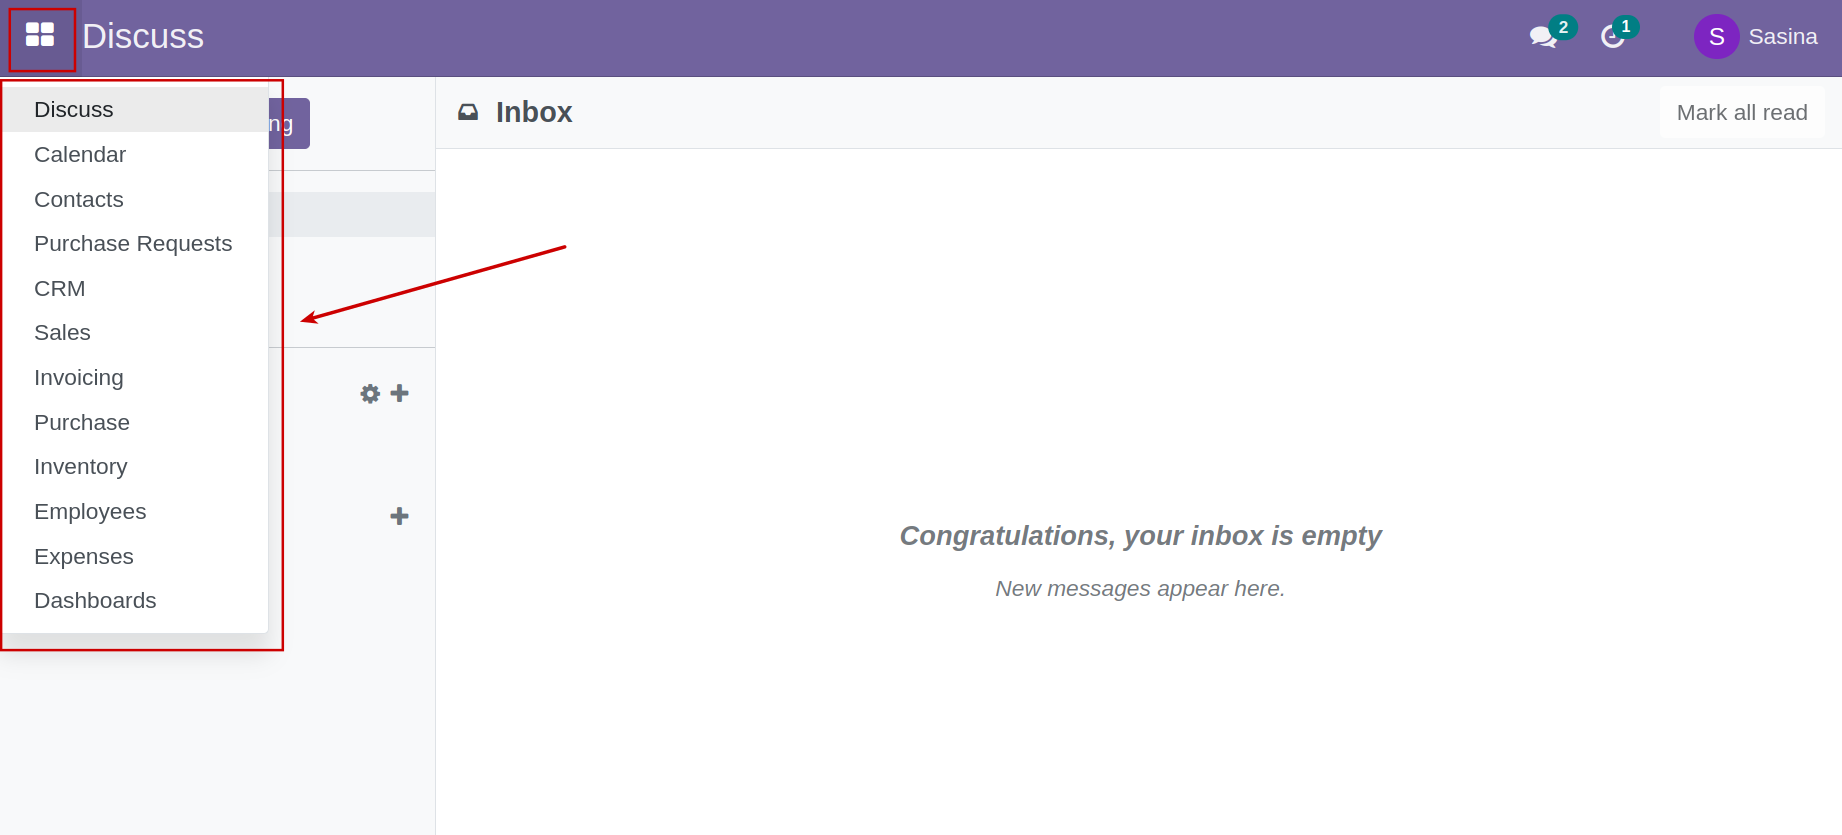 Discuss
2
1
S
Sasina
Discuss
Calendar
Contacts
Purchase Requests
CRM
Sales
Invoicing
Purchase
Inventory
Employees
Expenses
Dashboards
ng
Inbox
Mark all read
Congratulations, your inbox is empty
New messages appear here.